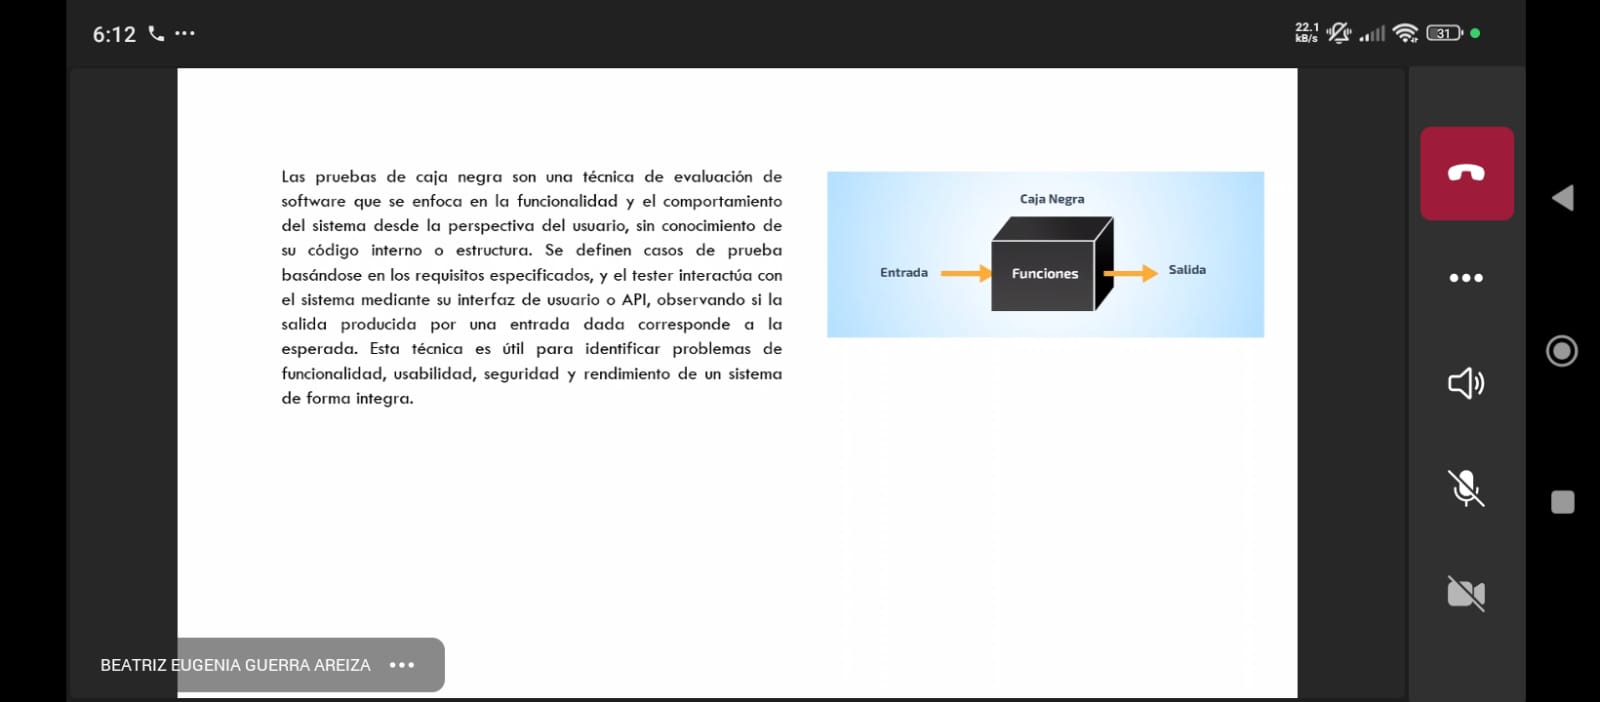 6:12
22.1
kB/s
31
Las pruebas de caja negra son una técnica de evaluación de
software que se enfoca en la funcionalidad y el comportamiento
del sistema desde la perspectiva del usuario, sin conocimiento de
su código interno o estructura. Se definen casos de prueba
basándose en los requisitos especificados, y el tester interactúa con
el sistema mediante su interfaz de usuario o API, observando si la
salida producida por una entrada dada corresponde a la
esperada. Esta técnica es útil para identificar problemas de
funcionalidad, usabilidad, seguridad y rendimiento de un sistema
de forma integra.
Caja Negra
Entrada
Funciones
Salida
BEATRIZ EUGENIA GUERRA AREIZA